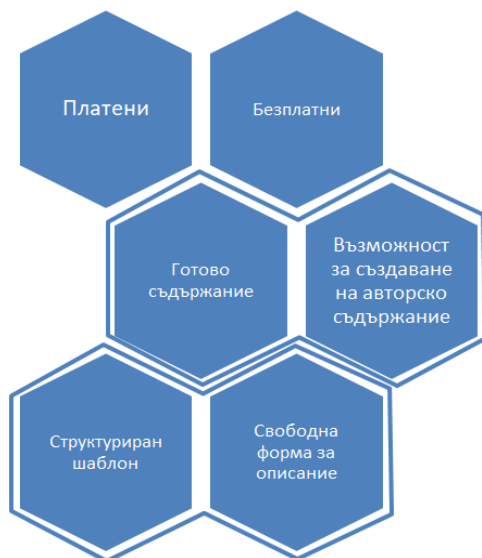 Платени
Безплатни
Готово
съдържание
Възможност
за създаване
на авторско
съдържание
Структуриран
шаблон
Свободна
форма за
описание